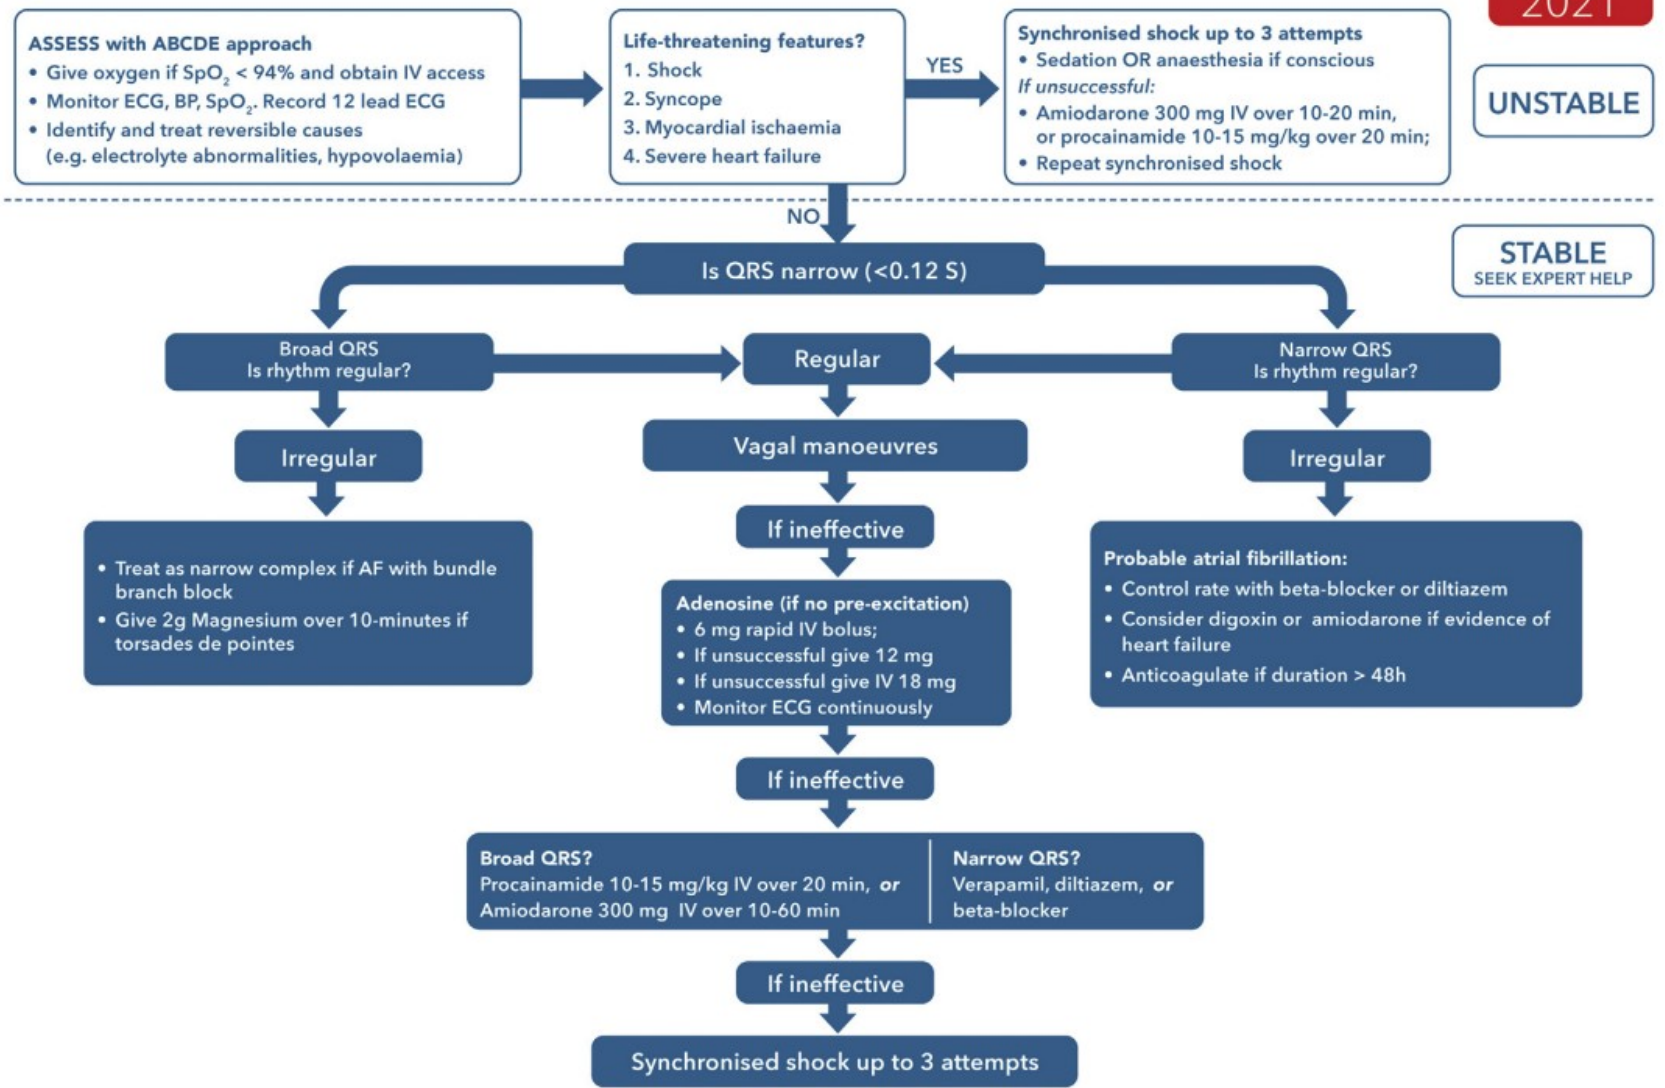 2021
ASSESS with ABCDE approach
• Give oxygen if SpO₂ < 94% and obtain IV access
• Monitor ECG, BP, SpO₂. Record 12 lead ECG
• Identify and treat reversible causes
(e.g. electrolyte abnormalities, hypovolaemia)
Life-threatening features?
1. Shock
2. Syncope
3. Myocardial ischaemia
4. Severe heart failure
YES
Synchronised shock up to 3 attempts
• Sedation OR anaesthesia if conscious
If unsuccessful:
• Amiodarone 300 mg IV over 10-20 min,
or procainamide 10-15 mg/kg over 20 min;
• Repeat synchronised shock
UNSTABLE
NO
STABLE
SEEK EXPERT HELP
Is QRS narrow (<0.12 S)
Broad QRS
Is rhythm regular?
Regular
Narrow QRS
Is rhythm regular?
Irregular
Vagal manoeuvres
Irregular
If ineffective
• Treat as narrow complex if AF with bundle
branch block
• Give 2g Magnesium over 10-minutes if
torsades de pointes
Adenosine (if no pre-excitation)
• 6 mg rapid IV bolus;
• If unsuccessful give 12 mg
• If unsuccessful give IV 18 mg
• Monitor ECG continuously
Probable atrial fibrillation:
• Control rate with beta-blocker or diltiazem
• Consider digoxin or amiodarone if evidence of
heart failure
• Anticoagulate if duration > 48h
If ineffective
Broad QRS?
Procainamide 10-15 mg/kg IV over 20 min, or
Amiodarone 300 mg IV over 10-60 min
Narrow QRS?
Verapamil, diltiazem, or
beta-blocker
If ineffective
Synchronised shock up to 3 attempts